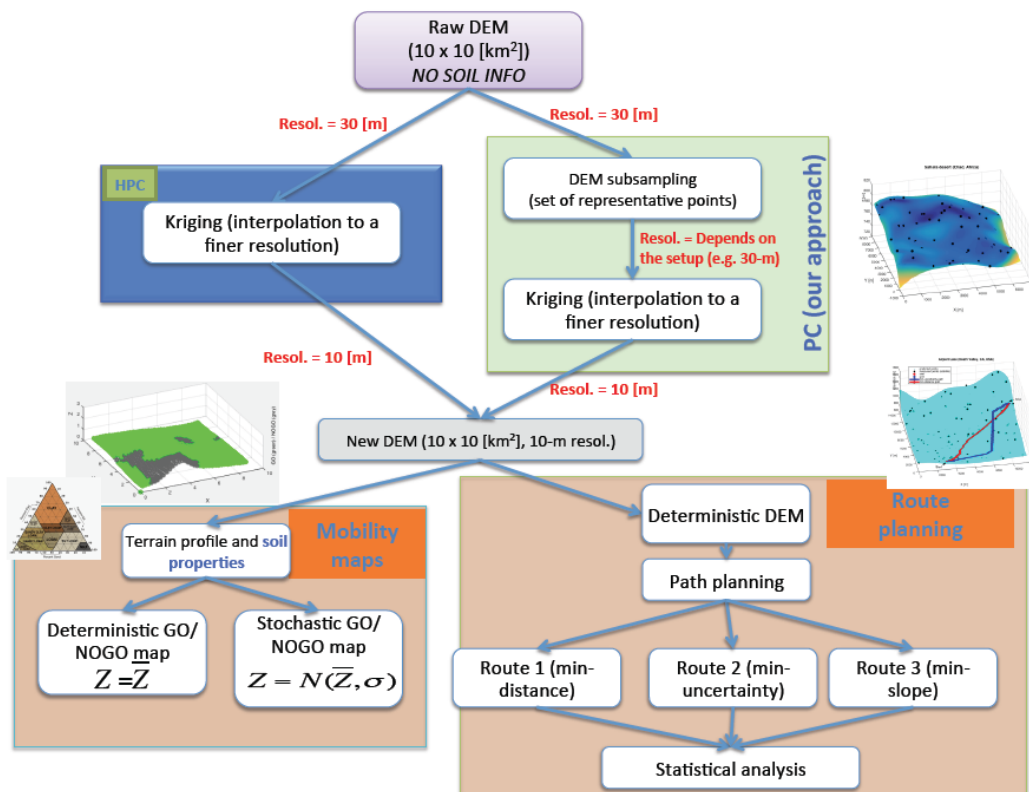 Raw DEM
(10 x 10 [km²])
NO SOIL INFO
Resol. = 30 [m]
Resol. = 30 [m]
HPC
Kriging (interpolation to a
finer resolution)
DEM subsampling
(set of representative points)
Resol. = Depends on
the setup (e.g. 30-m)
Kriging (interpolation to a
finer resolution)
PC (our approach)
Resol. = 10 [m]
Resol. = 10 [m]
New DEM (10 x 10 [km²], 10-m resol.)
Mobility
maps
Terrain profile and soil
properties
Deterministic GO/
NOGO map
Z = Z̅
Stochastic GO/
NOGO map
Z = N(Z̅, σ)
Route
planning
Deterministic DEM
Path planning
Route 1 (min-
distance)
Route 2 (min-
uncertainty)
Route 3 (min-
slope)
Statistical analysis